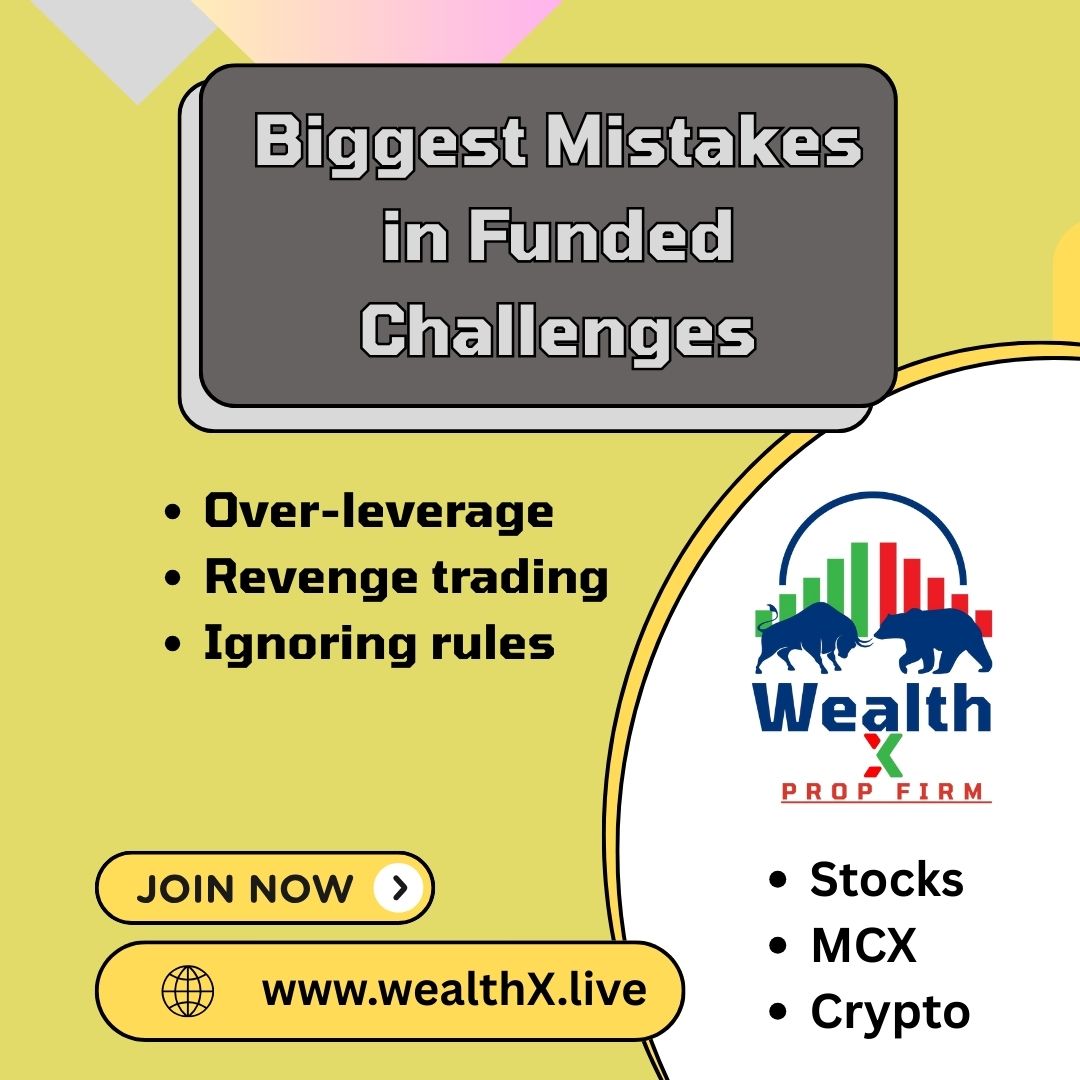 Biggest Mistakes
in Funded
Challenges
• Over-leverage
• Revenge trading
• Ignoring rules
Wealth
X
PROP FIRM
JOIN NOW
www.wealthX.live
• Stocks
• MCX
• Crypto